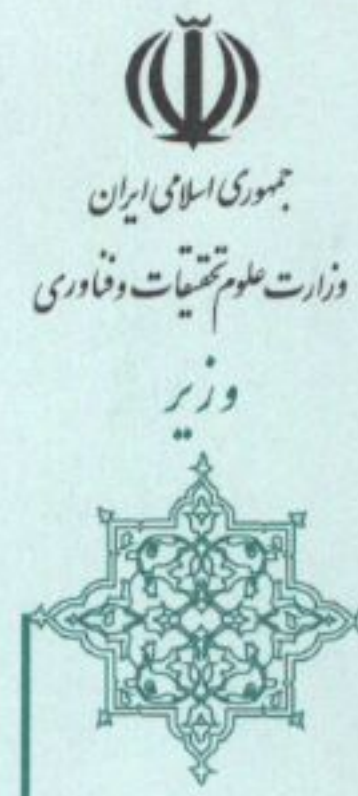 جمهوری اسلامی ایران
وزارت علوم تحقیقات و فناوری
وزیر